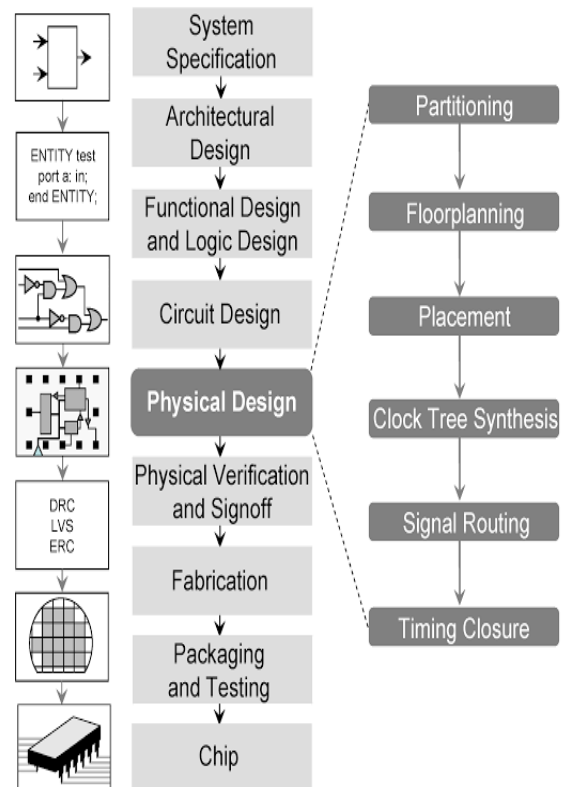 ENTITY test
port a: in;
end ENTITY;
DRC
LVS
ERC
System
Specification
Architectural
Design
Functional Design
and Logic Design
Circuit Design
Physical Design
Physical Verification
and Signoff
Fabrication
Packaging
and Testing
Chip
Partitioning
Floorplanning
Placement
Clock Tree Synthesis
Signal Routing
Timing Closure